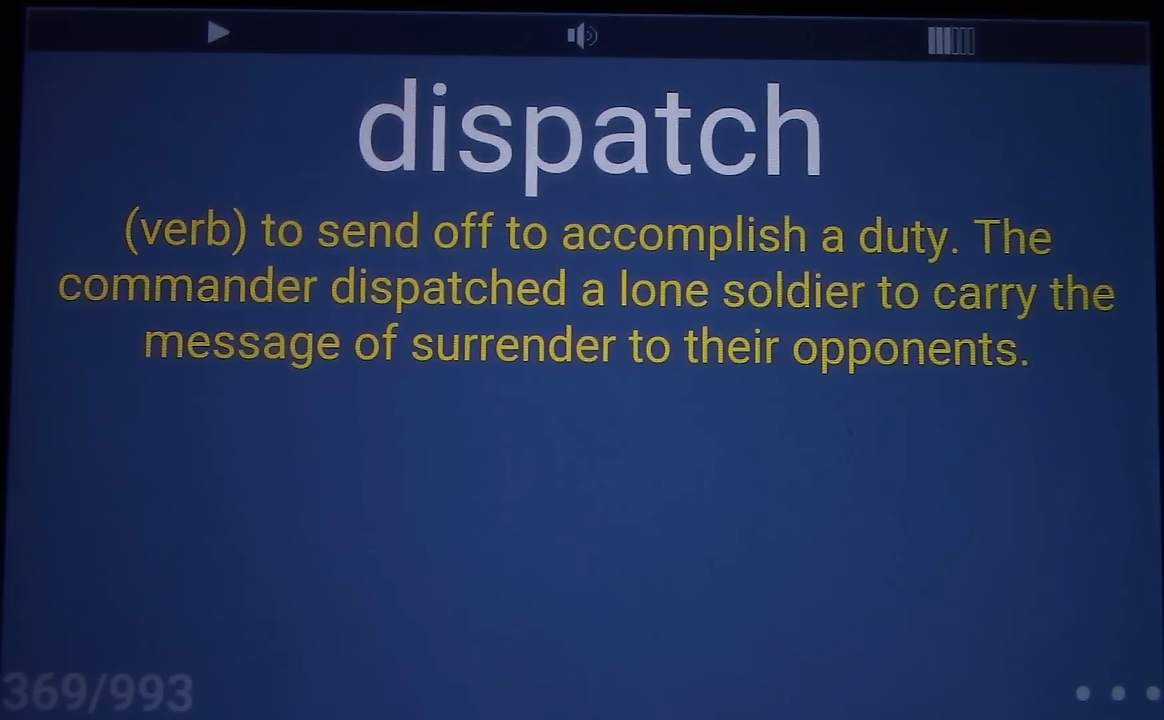 dispatch
(verb) to send off to accomplish a duty. The
commander dispatched a lone soldier to carry the
message of surrender to their opponents.
369/993